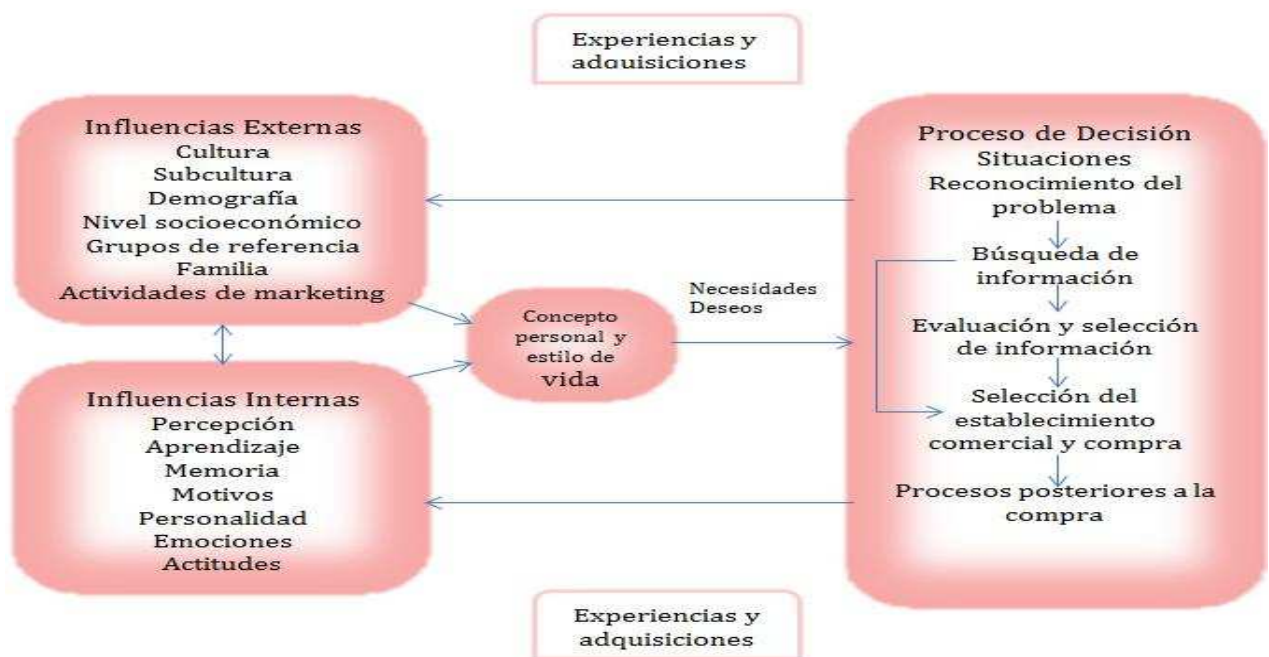 Experiencias y
adquisiciones
Influencias Externas
Cultura
Subcultura
Demografía
Nivel socioeconómico
Grupos de referencia
Familia
Actividades de marketing
Influencias Internas
Percepción
Aprendizaje
Memoria
Motivos
Personalidad
Emociones
Actitudes
Concepto
personal y
estilo de
vida
Necesidades
Deseos
Proceso de Decisión
Situaciones
Reconocimiento del
problema
Búsqueda de
información
Evaluación y selección
de información
Selección del
establecimiento
comercial y compra
Procesos posteriores a la
compra
Experiencias y
adquisiciones